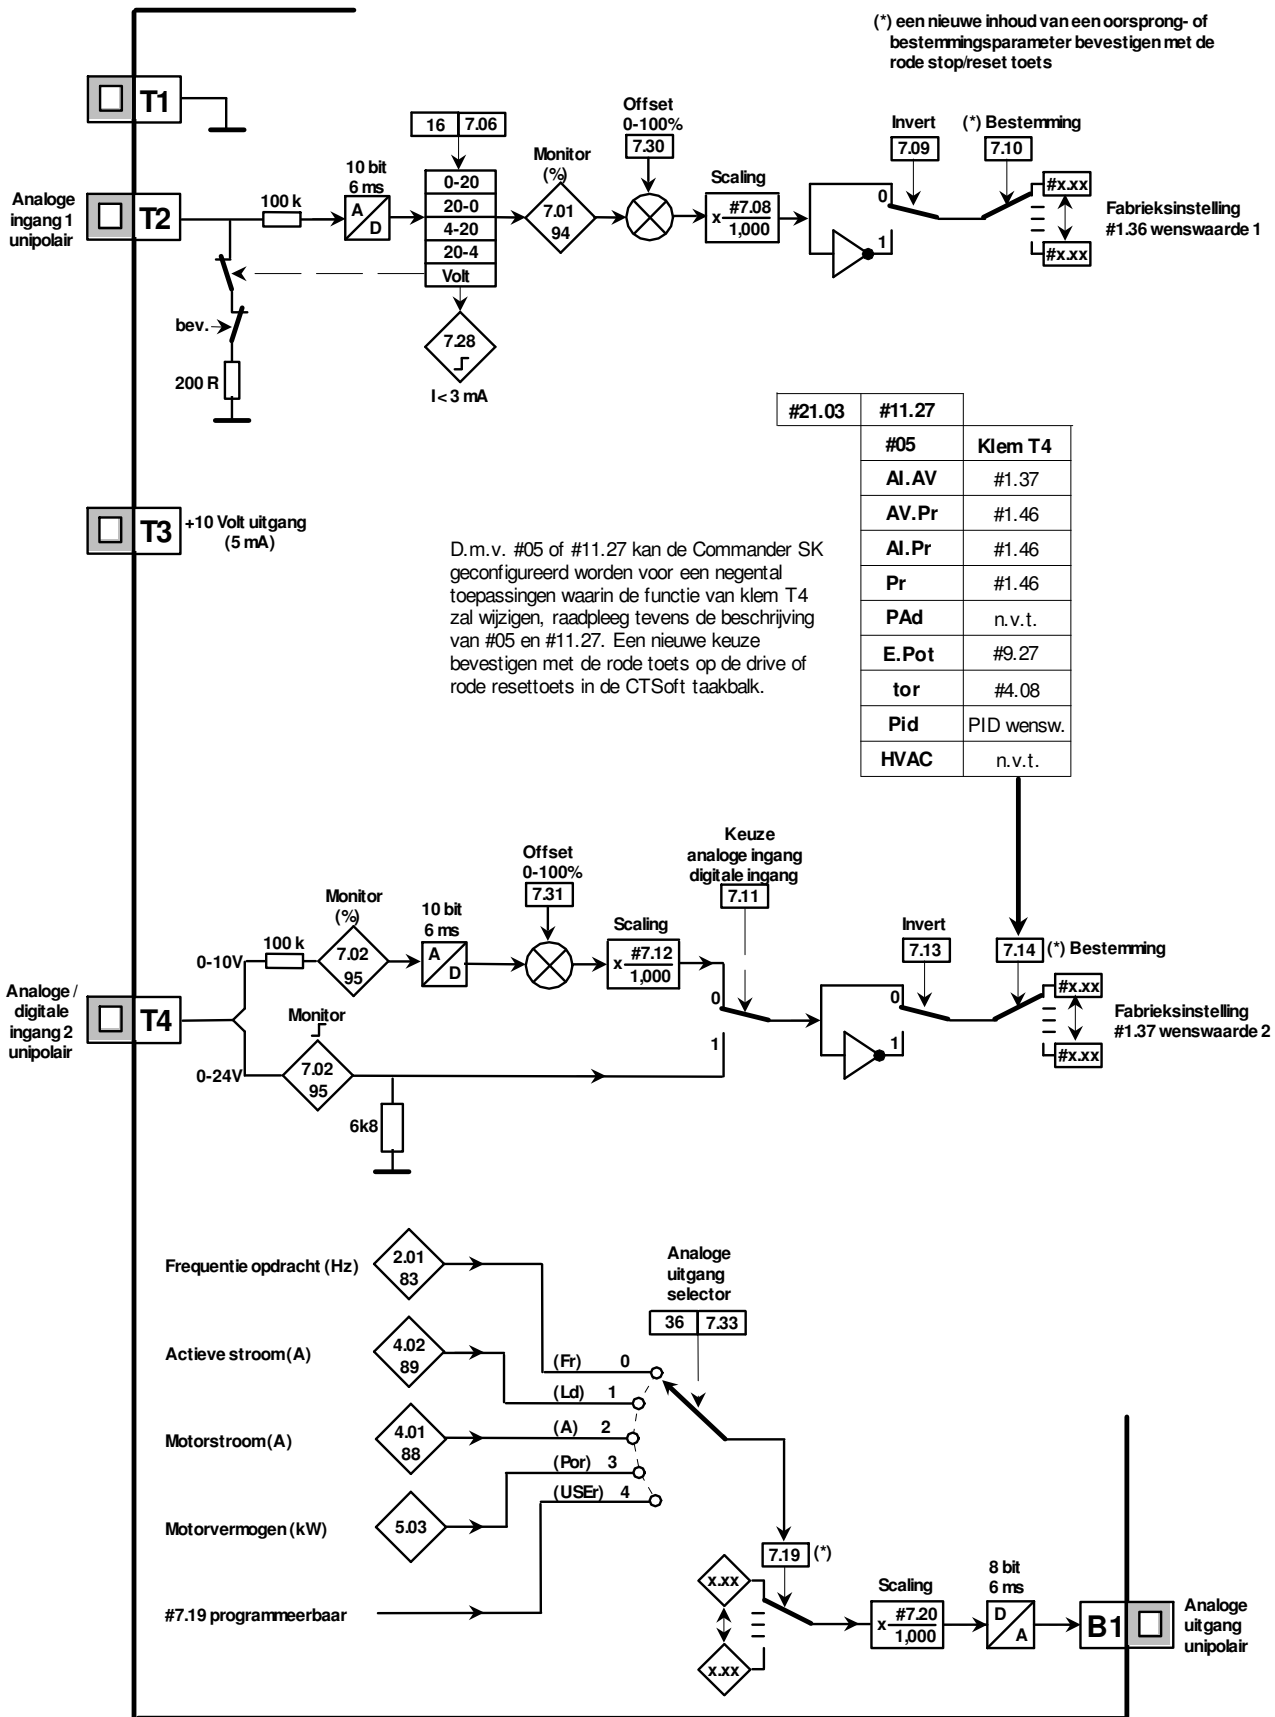 (*) een nieuwe inhoud van een oorsprong- of
bestemmingsparameter bevestigen met de
rode stop/reset toets
T1
Analoge
ingang 1
unipolair
T2
100 k
10 bit
6 ms
A
D
16 7.06
0-20
20-0
4-20
20-4
Volt
7.28
I < 3 mA
Monitor
(%)
7.01
94
Offset
0-100%
7.30
Scaling
x #7.08
1,000
Invert
7.09
0
1
(*) Bestemming
7.10
#x.xx
#x.xx
Fabrieksinstelling
#1.36 wenswaarde 1
bev.
200 R
T3
+10 Volt uitgang
(5 mA)
D.m.v. #05 of #11.27 kan de Commander SK
geconfigureerd worden voor een negental
toepassingen waarin de functie van klem T4
zal wijzigen, raadpleeg tevens de beschrijving
van #05 en #11.27. Een nieuwe keuze
bevestigen met de rode toets op de drive of
rode resettoets in de CTSoft taakbalk.
#21.03 #11.27
#05 Klem T4
AI.AV #1.37
AV.Pr #1.46
AI.Pr #1.46
Pr #1.46
PAd n.v.t.
E.Pot #9.27
tor #4.08
Pid PID wensw.
HVAC n.v.t.
Analoge /
digitale
ingang 2
unipolair
T4
0-10V
100 k
Monitor
(%)
7.02
95
10 bit
6 ms
A
D
Offset
0-100%
7.31
Scaling
x #7.12
1,000
Keuze
analoge ingang
digitale ingang
7.11
0
1
Invert
7.13
0
1
7.14 (*) Bestemming
#x.xx
#x.xx
Fabrieksinstelling
#1.37 wenswaarde 2
0-24V
Monitor
7.02
95
6k8
Frequentie opdracht (Hz)
2.01
83
Actieve stroom (A)
4.02
89
Motorstroom (A)
4.01
88
Motorvermogen (kW)
5.03
#7.19 programmeerbaar
(Fr) 0
(Ld) 1
(A) 2
(Por) 3
(USEr) 4
Analoge
uitgang
selector
36 7.33
7.19 (*)
x.xx
x.xx
Scaling
x #7.20
1,000
8 bit
6 ms
D
A
B1
Analoge
uitgang
unipolair